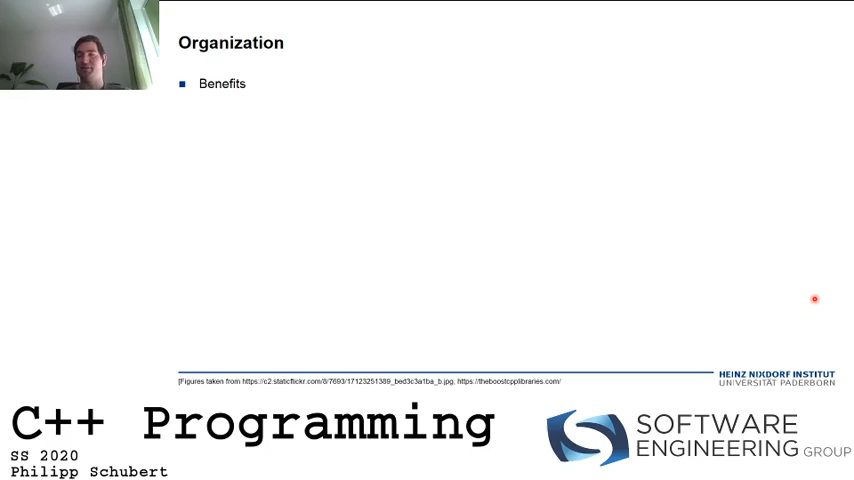 Organization
Benefits
[Figures taken from https://c2.staticflickr.com/8/7693/17123251389_bed3c3a1ba_b.jpg, https://theboostcpplibraries.com/
HEINZ NIXDORF INSTITUT
UNIVERSITÄT PADERBORN
C++ Programming
SS 2020
Philipp Schubert
SOFTWARE
ENGINEERING GROUP